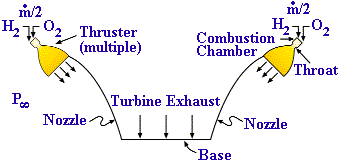 ṁ/2
H₂ O₂
Thruster
(multiple)
P∞
Nozzle
Turbine Exhaust
Base
Nozzle
ṁ/2
H₂ O₂
Combustion
Chamber
Throat